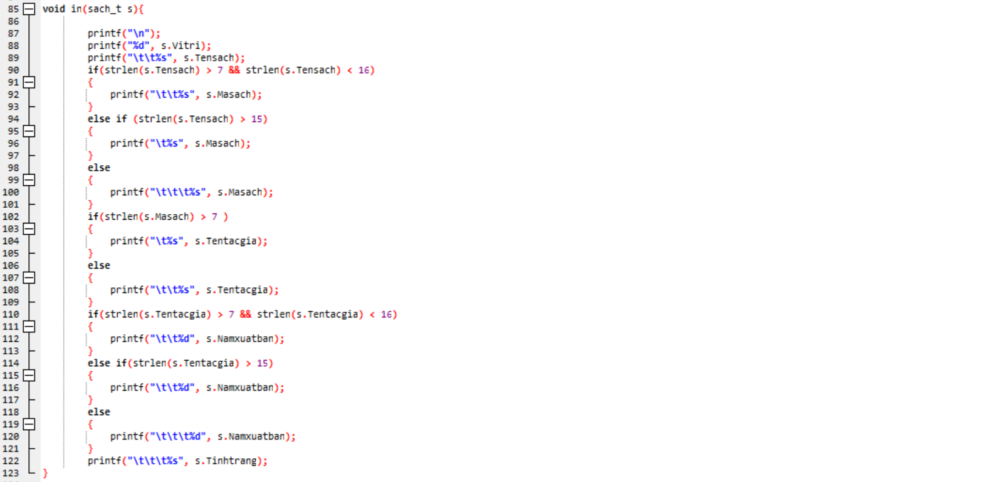 85 void in(sach_t s){
86
87 printf("\n");
88 printf("%d", s.Vitri);
89 printf("\t\t%s", s.Tensach);
90 if(strlen(s.Tensach) > 7 && strlen(s.Tensach) < 16)
91 {
92 printf("\t\t%s", s.Masach);
93 }
94 else if (strlen(s.Tensach) > 15)
95 {
96 printf("\t%s", s.Masach);
97 }
98 else
99 {
100 printf("\t\t\t%s", s.Masach);
101 }
102 if(strlen(s.Masach) > 7 )
103 {
104 printf("\t%s", s.Tentacgia);
105 }
106 else
107 {
108 printf("\t\t%s", s.Tentacgia);
109 }
110 if(strlen(s.Tentacgia) > 7 && strlen(s.Tentacgia) < 16)
111 {
112 printf("\t\t%d", s.Namxuatban);
113 }
114 else if(strlen(s.Tentacgia) > 15)
115 {
116 printf("\t\t%d", s.Namxuatban);
117 }
118 else
119 {
120 printf("\t\t\t%d", s.Namxuatban);
121 }
122 printf("\t\t\t%s", s.Tinhtrang);
123 }